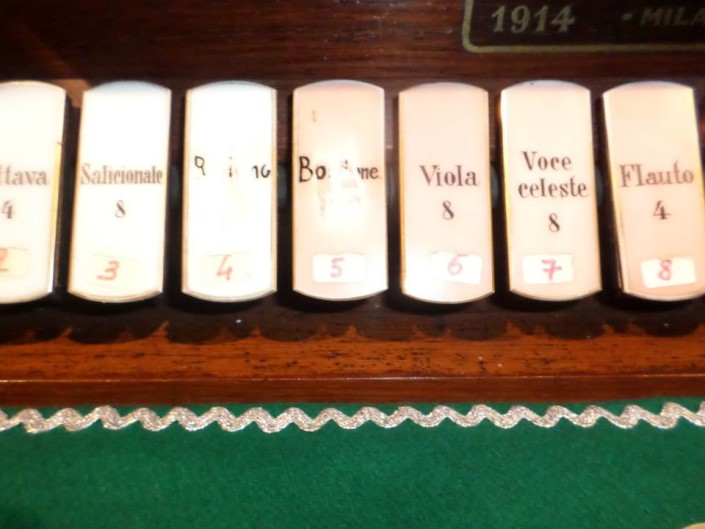 1914 • MILA
ttava
4
2
Salicionale
8
3
4
5
Viola
8
6
Voce
celeste
8
7
Flauto
4
8